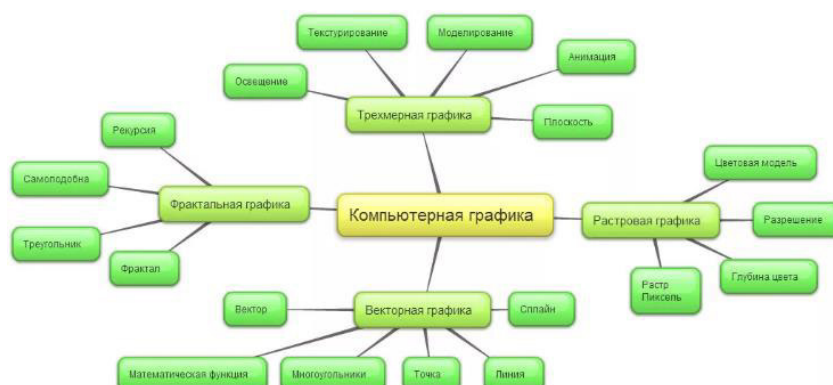 Текстурирование
Моделирование
Анимация
Освещение
Трехмерная графика
Плоскость
Рекурсия
Самоподобна
Фрактальная графика
Треугольник
Фрактал
Компьютерная графика
Цветовая модель
Растровая графика
Разрешение
Глубина цвета
Растр
Пиксель
Вектор
Векторная графика
Сплайн
Математическая функция
Многоугольники
Точка
Линия